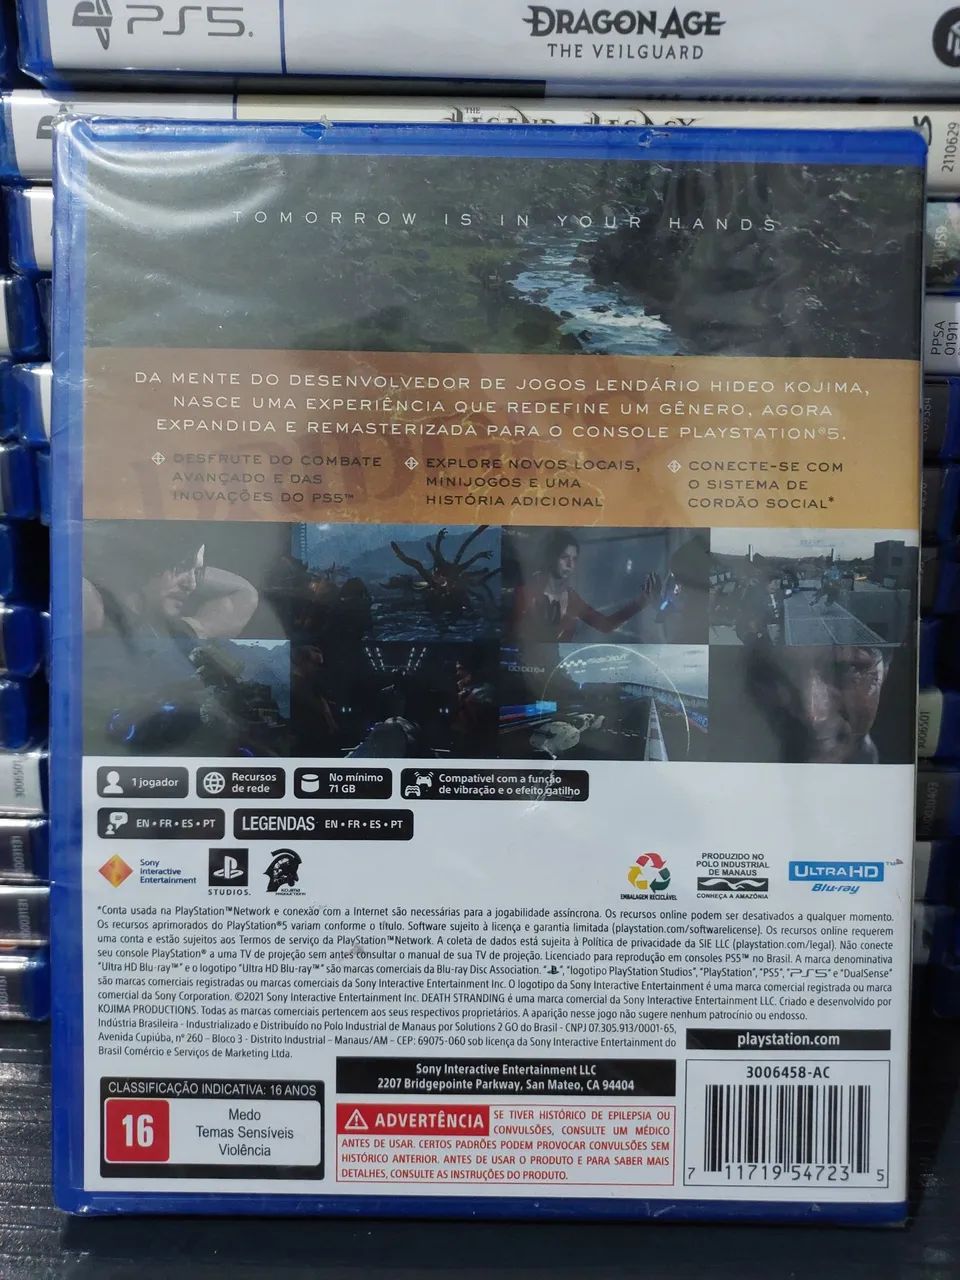 PS5
DRAGON AGE
THE VEILGUARD
THE
LEGEND LEGACY
2110629
PPSA
01911
TOMORROW IS IN YOUR HANDS
DA MENTE DO DESENVOLVEDOR DE JOGOS LENDÁRIO HIDEO KOJIMA,
NASCE UMA EXPERIÊNCIA QUE REDEFINE UM GÊNERO, AGORA
EXPANDIDA E REMASTERIZADA PARA O CONSOLE PLAYSTATION®5.
DESFRUTE DO COMBATE
AVANÇADO E DAS
INOVAÇÕES DO PS5™
EXPLORE NOVOS LOCAIS,
MINIJOGOS E UMA
HISTÓRIA ADICIONAL
CONECTE-SE COM
O SISTEMA DE
CORDÃO SOCIAL*
1 jogador
Recursos
de rede
No mínimo
71 GB
Compatível com a função
de vibração e o efeito gatilho
EN • FR • ES • PT
LEGENDAS EN • FR • ES • PT
Sony
Interactive
Entertainment
STUDIOS.
KOJIMA
PRODUCTIONS
EMBALAGEM RECICLÁVEL
PRODUZIDO NO
POLO INDUSTRIAL
DE MANAUS
CONHEÇA A AMAZÔNIA
ULTRA HD™
Blu-ray
*Conta usada na PlayStation™Network e conexão com a Internet são necessárias para a jogabilidade assíncrona. Os recursos online podem ser desativados a qualquer momento.
Os recursos aprimorados do PlayStation®5 variam conforme o título. Software sujeito à licença e garantia limitada (playstation.com/softwarelicense). Os recursos online requerem
uma conta e estão sujeitos aos Termos de serviço da PlayStation™Network. A coleta de dados está sujeita à Política de privacidade da SIE LLC (playstation.com/legal). Não conecte
seu console PlayStation® a uma TV de projeção sem antes consultar o manual de sua TV de projeção. Licenciado para reprodução em consoles PS5™ no Brasil. A marca denominativa
"Ultra HD Blu-ray™" e o logotipo "Ultra HD Blu-ray™" são marcas comerciais da Blu-ray Disc Association. "", "logotipo PlayStation Studios", "PlayStation", "PS5", "PS5" e "DualSense"
são marcas comerciais registradas ou marcas comerciais da Sony Interactive Entertainment Inc. O logotipo da Sony Interactive Entertainment é uma marca comercial registrada ou marca
comercial da Sony Corporation. ©2021 Sony Interactive Entertainment Inc. DEATH STRANDING é uma marca comercial da Sony Interactive Entertainment LLC. Criado e desenvolvido por
KOJIMA PRODUCTIONS. Todas as marcas comerciais pertencem aos seus respectivos proprietários. A aparição nesse jogo não sugere nenhum patrocínio ou endosso.
Indústria Brasileira - Industrializado e Distribuído no Polo Industrial de Manaus por Solutions 2 GO do Brasil - CNPJ 07.305.913/0001-65,
Avenida Cupiúba, nº 260 – Bloco 3 - Distrito Industrial – Manaus/AM – CEP: 69075-060 sob licença da Sony Interactive Entertainment do
Brasil Comércio e Serviços de Marketing Ltda.
playstation.com
Sony Interactive Entertainment LLC
2207 Bridgepointe Parkway, San Mateo, CA 94404
3006458-AC
CLASSIFICAÇÃO INDICATIVA: 16 ANOS
16
Medo
Temas Sensíveis
Violência
ADVERTÊNCIA SE TIVER HISTÓRICO DE EPILEPSIA OU
CONVULSÕES, CONSULTE UM MÉDICO
ANTES DE USAR. CERTOS PADRÕES PODEM PROVOCAR CONVULSÕES SEM
HISTÓRICO ANTERIOR. ANTES DE USAR O PRODUTO E PARA SABER MAIS
DETALHES, CONSULTE AS INSTRUÇÕES DO PRODUTO.
7 11719 54723 5